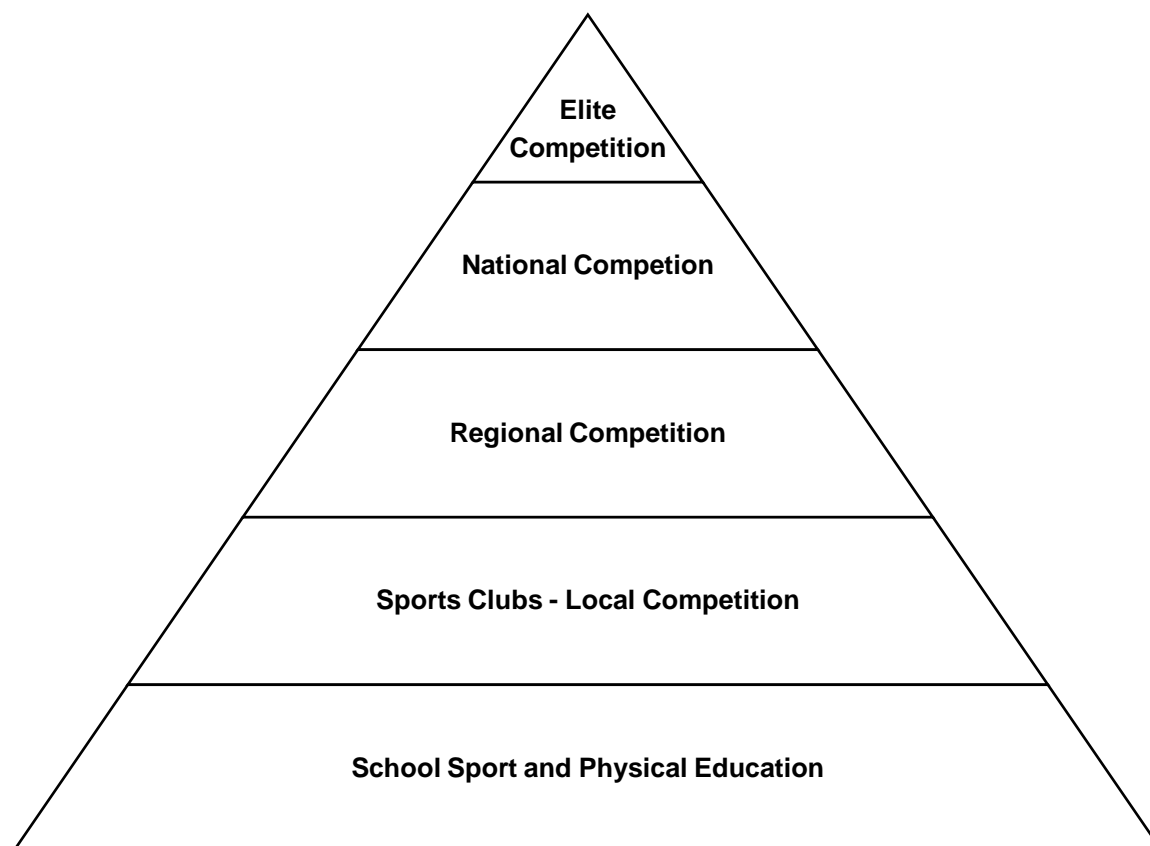 Elite
Competition
National Competion
Regional Competition
Sports Clubs - Local Competition
School Sport and Physical Education